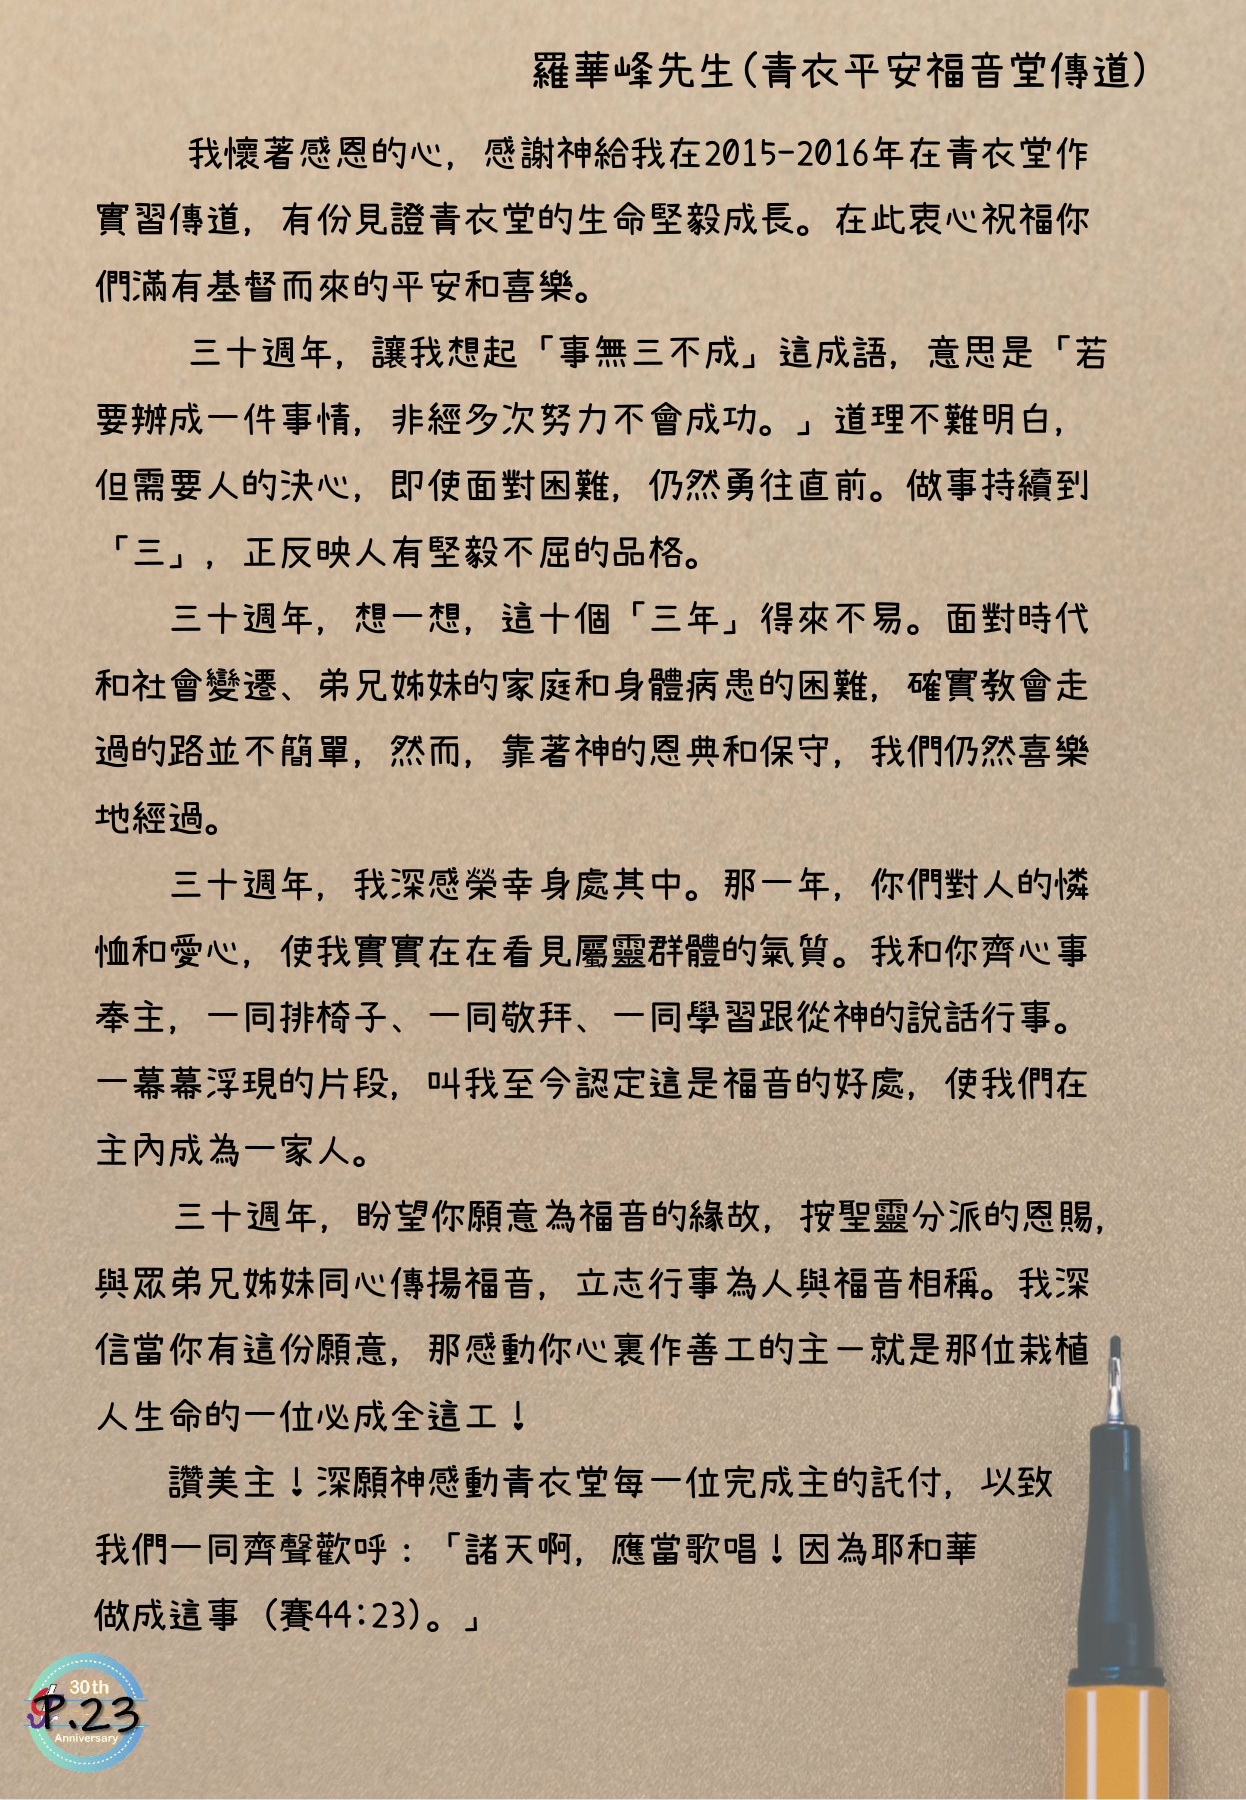 羅華峰先生(青衣平安福音堂傳道)
我懷著感恩的心，感謝神給我在2015-2016年在青衣堂作
實習傳道，有份見證青衣堂的生命堅毅成長。在此衷心祝福你
們滿有基督而來的平安和喜樂。
三十週年，讓我想起「事無三不成」這成語，意思是「若
要辦成一件事情，非經多次努力不會成功。」道理不難明白，
但需要人的決心，即使面對困難，仍然勇往直前。做事持續到
「三」，正反映人有堅毅不屈的品格。
三十週年，想一想，這十個「三年」得來不易。面對時代
和社會變遷、弟兄姊妹的家庭和身體病患的困難，確實教會走
過的路並不簡單，然而，靠著神的恩典和保守，我們仍然喜樂
地經過。
三十週年，我深感榮幸身處其中。那一年，你們對人的憐
恤和愛心，使我實實在在看見屬靈群體的氣質。我和你齊心事
奉主，一同排椅子、一同敬拜、一同學習跟從神的說話行事。
一幕幕浮現的片段，叫我至今認定這是福音的好處，使我們在
主內成為一家人。
三十週年，盼望你願意為福音的緣故，按聖靈分派的恩賜，
與眾弟兄姊妹同心傳揚福音，立志行事為人與福音相稱。我深
信當你有這份願意，那感動你心裏作善工的主－就是那位栽植
人生命的一位必成全這工！
讚美主！深願神感動青衣堂每一位完成主的託付，以致
我們一同齊聲歡呼：「諸天啊，應當歌唱！因為耶和華
做成這事（賽44:23)。」
30th
P.23
Anniversary